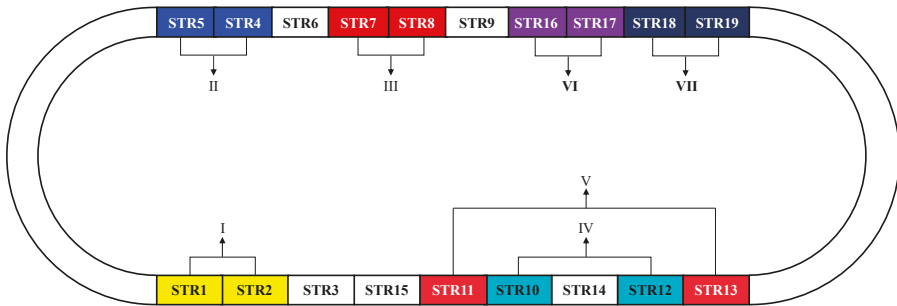 STR5 STR4 STR6 STR7 STR8 STR9 STR16 STR17 STR18 STR19
II III VI VII
V
I IV
STR1 STR2 STR3 STR15 STR11 STR10 STR14 STR12 STR13